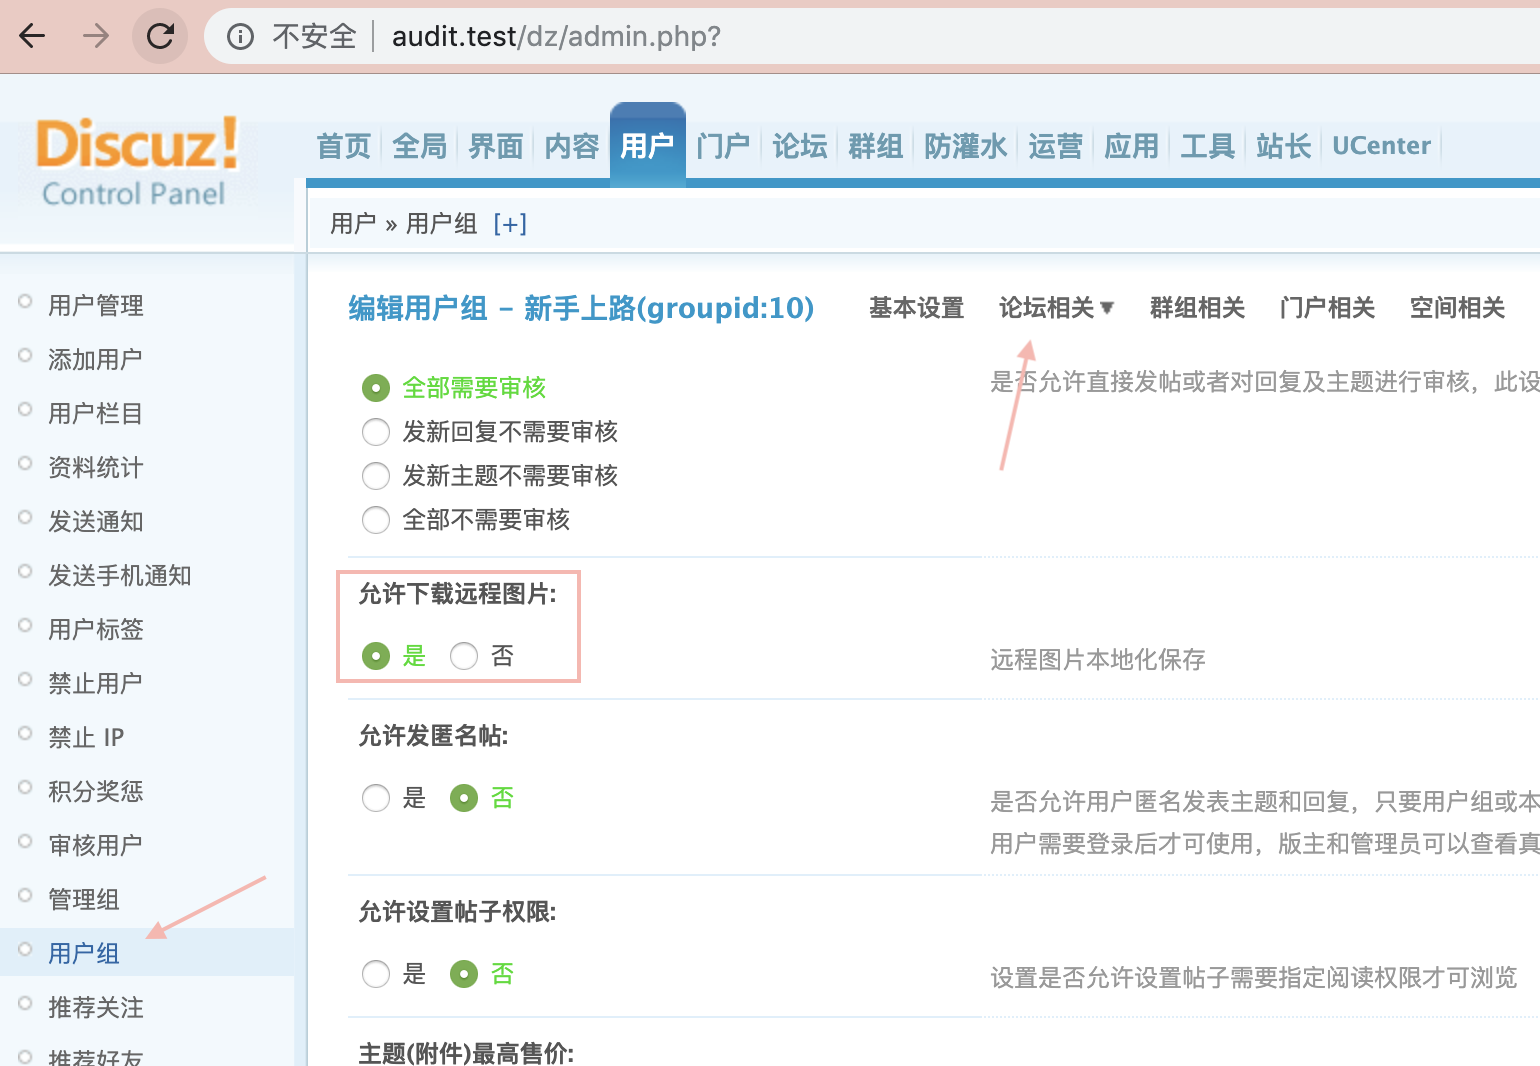 不安全 audit.test/dz/admin.php?
Discuz!
Control Panel
首页 全局 界面 内容 用户 门户 论坛 群组 防灌水 运营 应用 工具 站长 UCenter
用户 » 用户组 [+]
用户管理
添加用户
用户栏目
资料统计
发送通知
发送手机通知
用户标签
禁止用户
禁止 IP
积分奖惩
审核用户
管理组
用户组
推荐关注
推荐好友
编辑用户组 – 新手上路(groupid:10) 基本设置 论坛相关▼ 群组相关 门户相关 空间相关
全部需要审核
是否允许直接发帖或者对回复及主题进行审核，此设
发新回复不需要审核
发新主题不需要审核
全部不需要审核
允许下载远程图片:
是 否
远程图片本地化保存
允许发匿名帖:
是 否
是否允许用户匿名发表主题和回复，只要用户组或本
用户需要登录后才可使用，版主和管理员可以查看真
允许设置帖子权限:
是 否
设置是否允许设置帖子需要指定阅读权限才可浏览
主题(附件)最高售价: